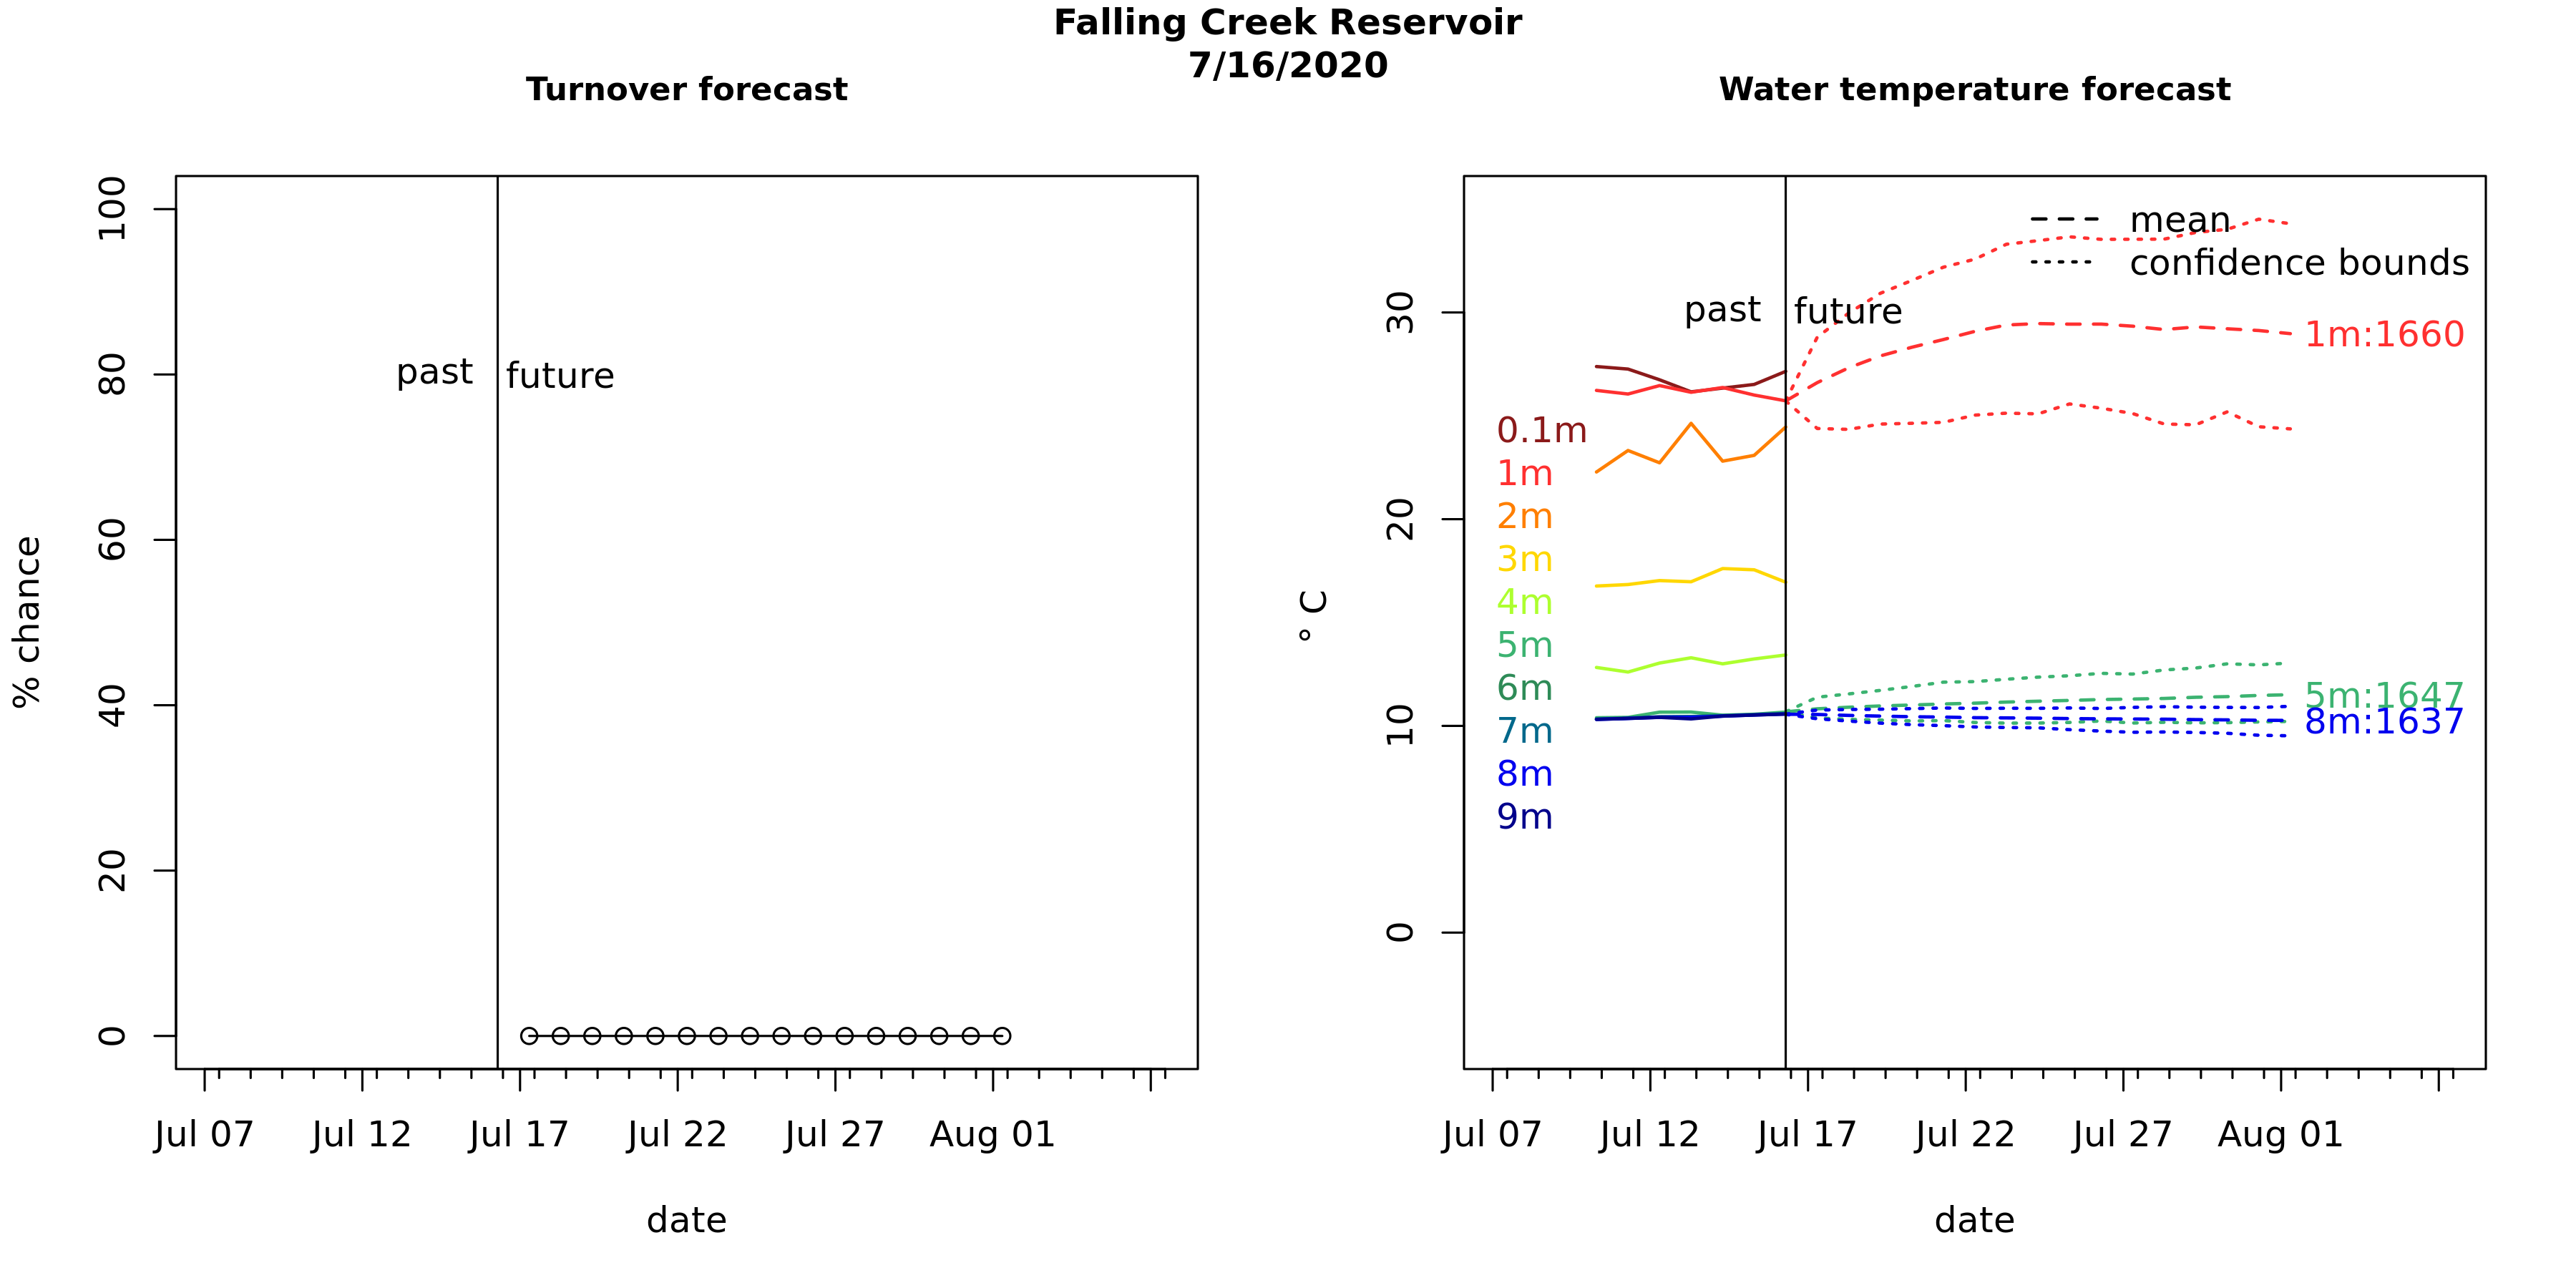 Falling Creek Reservoir
7/16/2020
Turnover forecast
% chance
100
80
60
40
20
0
past
future
Jul 07
Jul 12
Jul 17
Jul 22
Jul 27
Aug 01
date
Water temperature forecast
° C
30
20
10
0
mean
confidence bounds
past
future
0.1m
1m
2m
3m
4m
5m
6m
7m
8m
9m
1m:1660
5m:1647
8m:1637
Jul 07
Jul 12
Jul 17
Jul 22
Jul 27
Aug 01
date